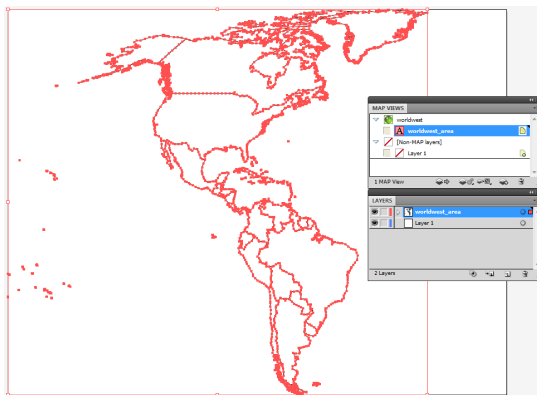 MAP VIEWS
worldwest
worldwest_area
[Non-MAP layers]
Layer 1
1 MAP View
LAYERS
worldwest_area
Layer 1
2 Layers